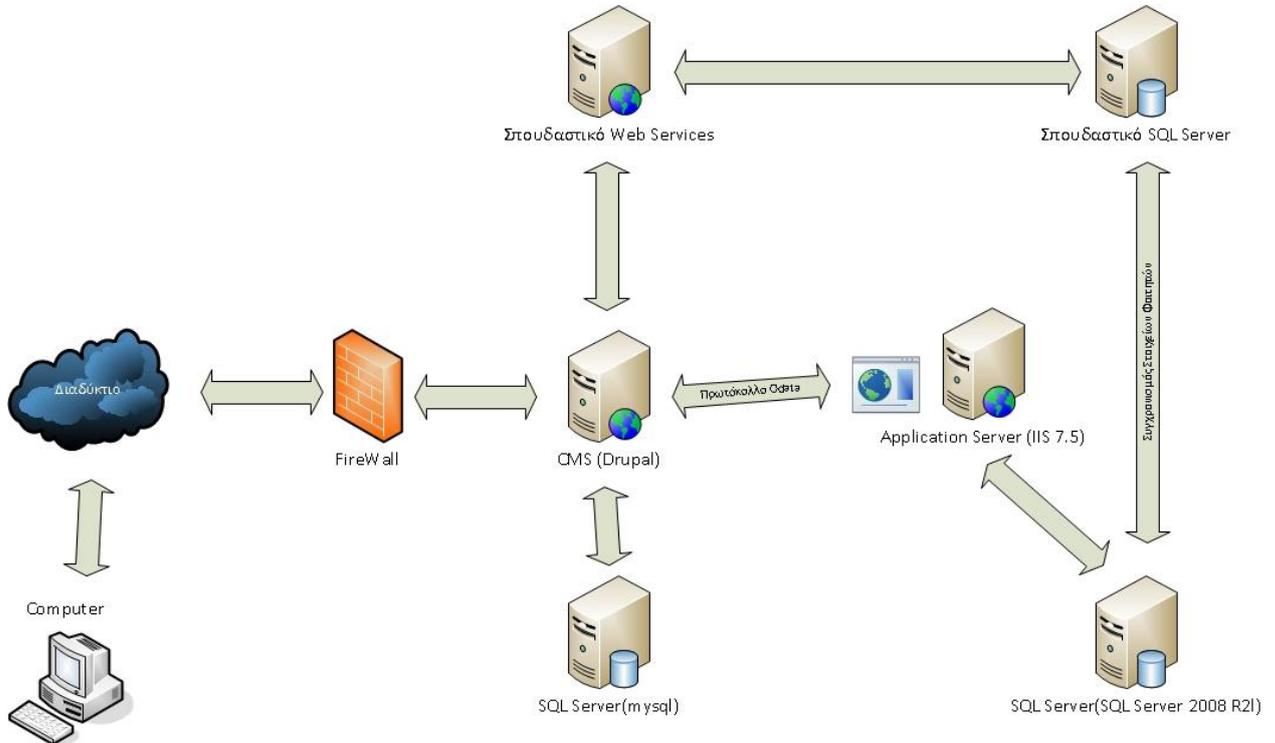 Σπουδαστικό Web Services
Σπουδαστικό SQL Server
Συγχρονισμός Στοιχείων Φοιτητών
Διαδύκτιο
FireWall
CMS (Drupal)
Πρωτόκολλο Odata
Application Server (IIS 7.5)
Computer
SQL Server(mysql)
SQL Server(SQL Server 2008 R2l)